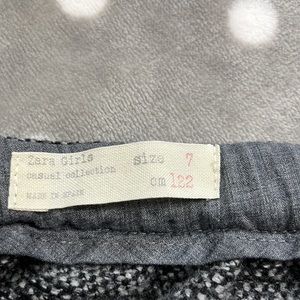 Zara Girls
casual collection
MADE IN SPAIN
size 7
cm 122